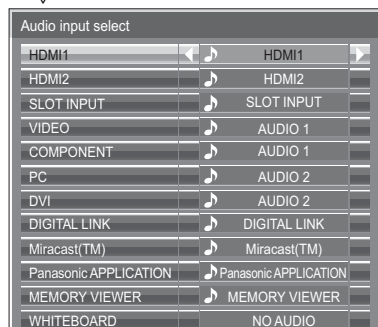 Audio input select
HDMI1 HDMI1
HDMI2 HDMI2
SLOT INPUT SLOT INPUT
VIDEO AUDIO 1
COMPONENT AUDIO 1
PC AUDIO 2
DVI AUDIO 2
DIGITAL LINK DIGITAL LINK
Miracast(TM) Miracast(TM)
Panasonic APPLICATION Panasonic APPLICATION
MEMORY VIEWER MEMORY VIEWER
WHITEBOARD NO AUDIO